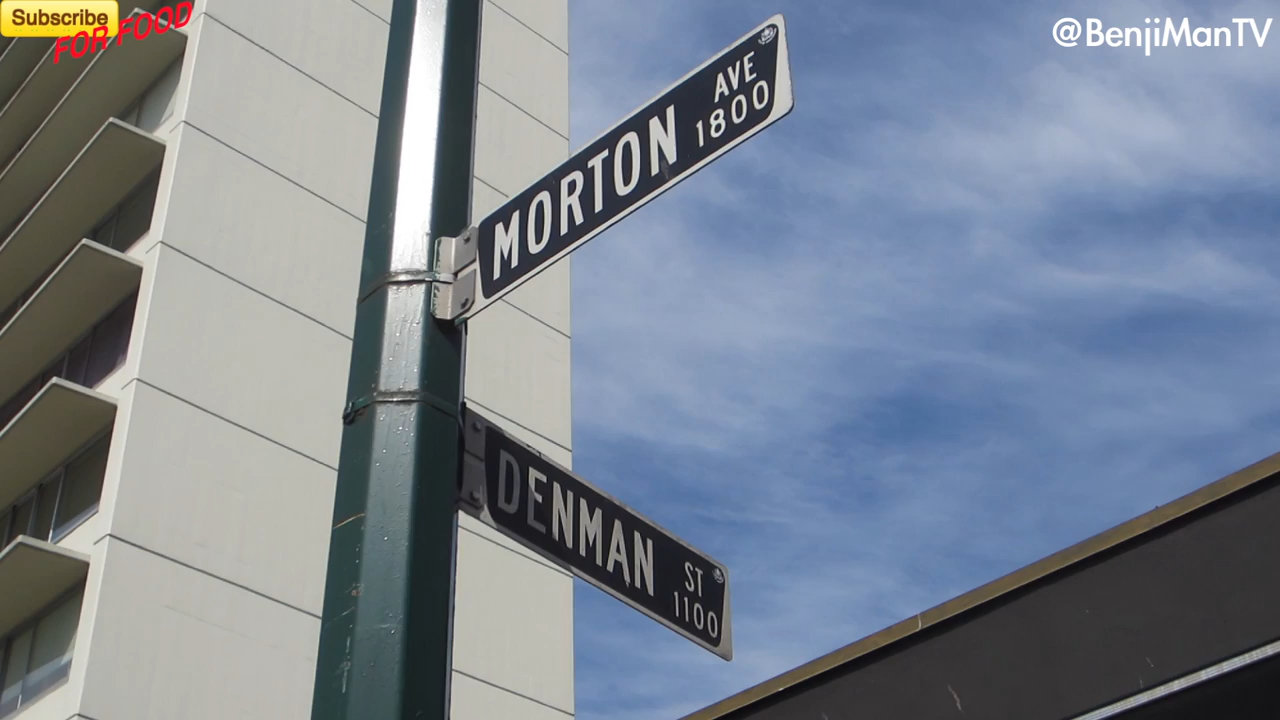 Subscribe
FOR FOOD
@BenjiManTV
MORTON AVE
1800
DENMAN ST
1100